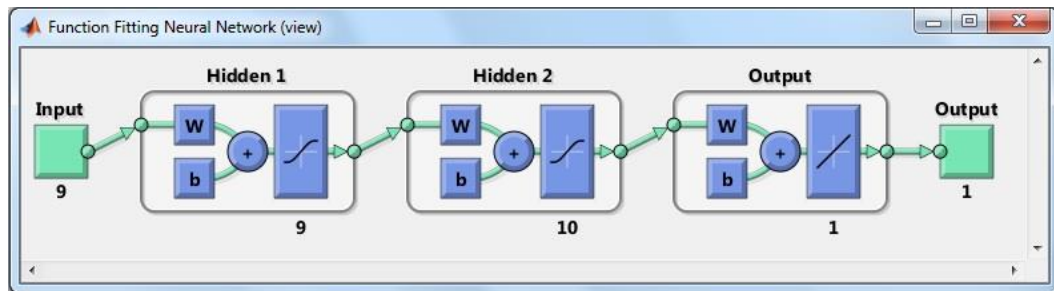 Function Fitting Neural Network (view)
Hidden 1
Hidden 2
Output
Input
Output
W
b
+
W
b
+
W
b
+
9
9
10
1
1